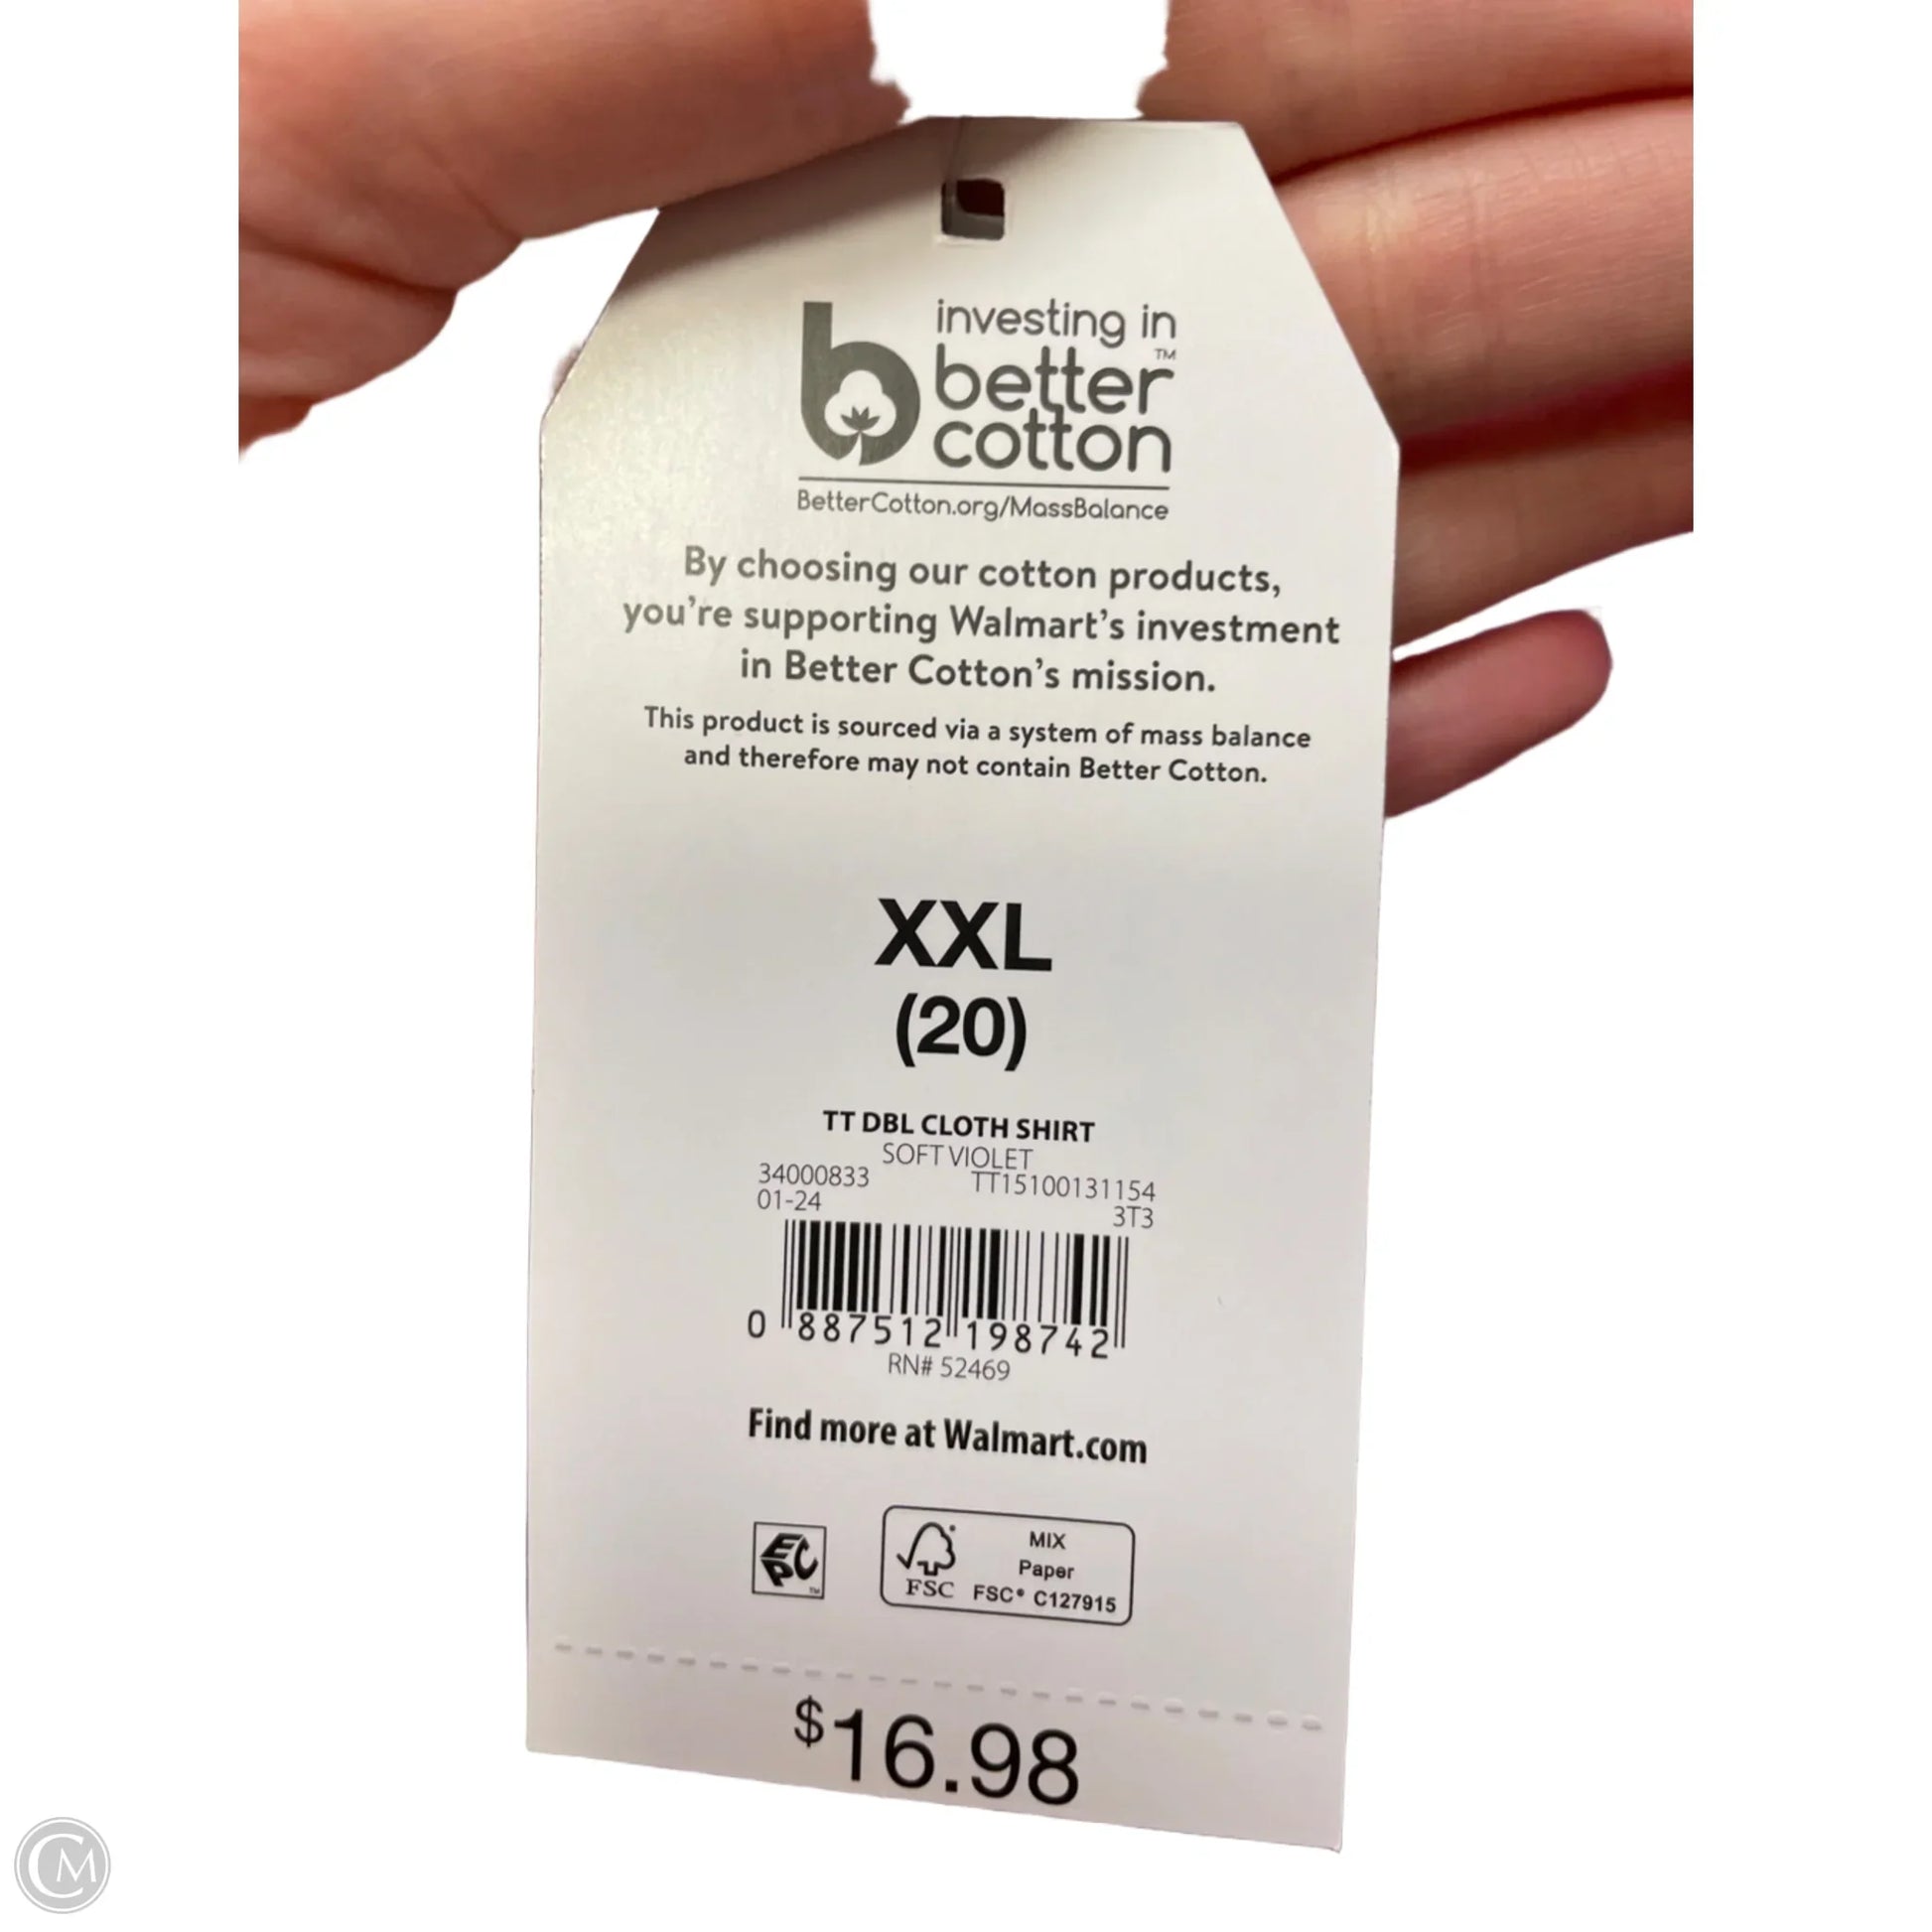 investing in
better™
cotton
BetterCotton.org/MassBalance
By choosing our cotton products,
you're supporting Walmart's investment
in Better Cotton's mission.
This product is sourced via a system of mass balance
and therefore may not contain Better Cotton.
XXL
(20)
TT DBL CLOTH SHIRT
SOFT VIOLET
34000833 TT15100131154
01-24 3T3
0 887512 198742
RN# 52469
Find more at Walmart.com
EPC™
MIX
Paper
FSC FSC® C127915
$16.98
CM